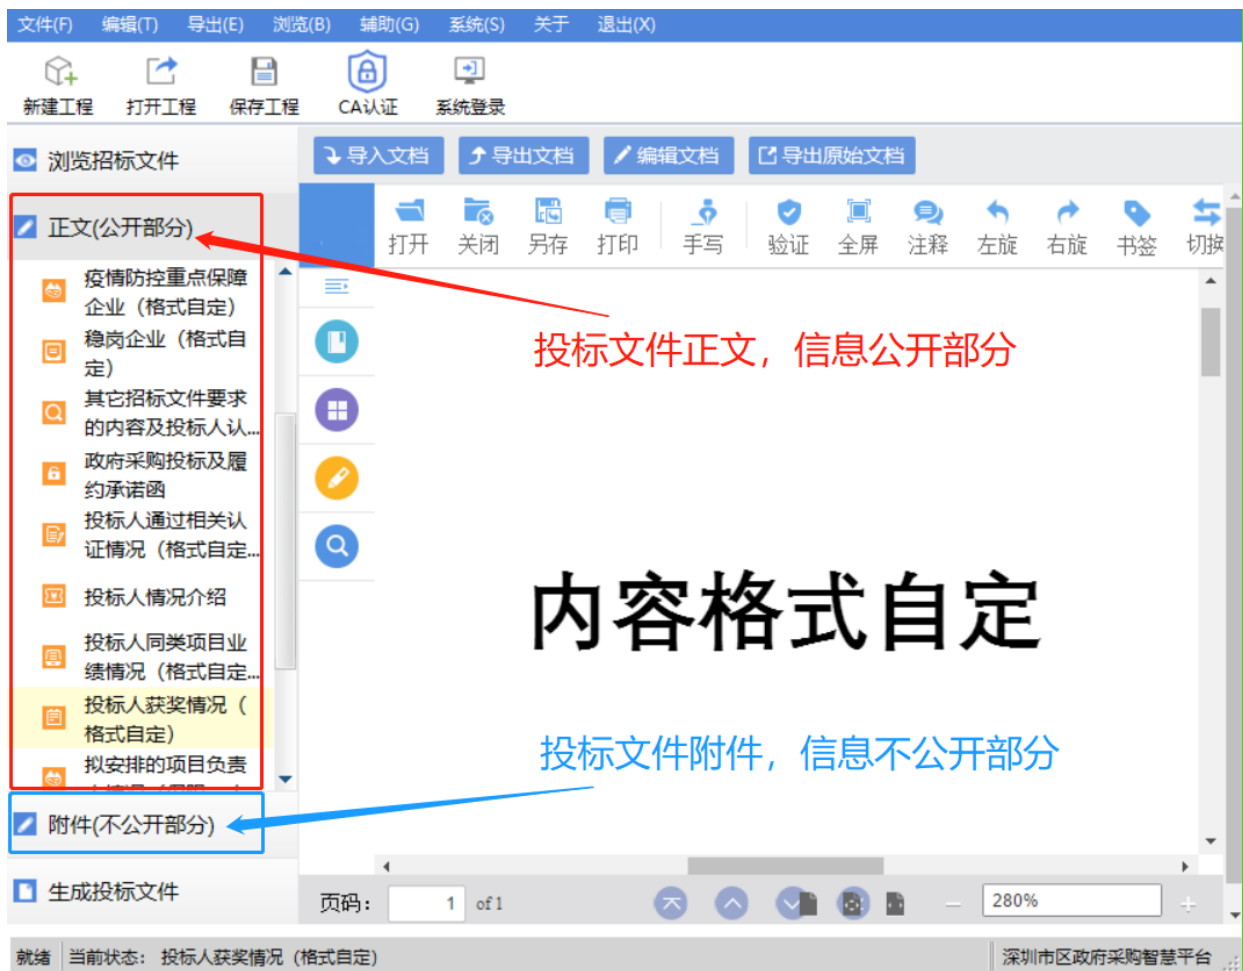 文件(F) 编辑(T) 导出(E) 浏览(B) 辅助(G) 系统(S) 关于 退出(X)
新建工程 打开工程 保存工程 CA认证 系统登录
浏览招标文件
导入文档 导出文档 编辑文档 导出原始文档
正文(公开部分)
打开 关闭 另存 打印 手写 验证 全屏 注释 左旋 右旋 书签 切换
疫情防控重点保障
企业（格式自定）
稳岗企业（格式自
定）
其它招标文件要求
的内容及投标人认...
政府采购投标及履
约承诺函
投标人通过相关认
证情况（格式自定...
投标人情况介绍
投标人同类项目业
绩情况（格式自定...
投标人获奖情况（
格式自定）
拟安排的项目负责
投标文件正文，信息公开部分
内容格式自定
投标文件附件，信息不公开部分
附件(不公开部分)
生成投标文件
页码： 1 of 1 280%
就绪 当前状态： 投标人获奖情况（格式自定） 深圳市区政府采购智慧平台